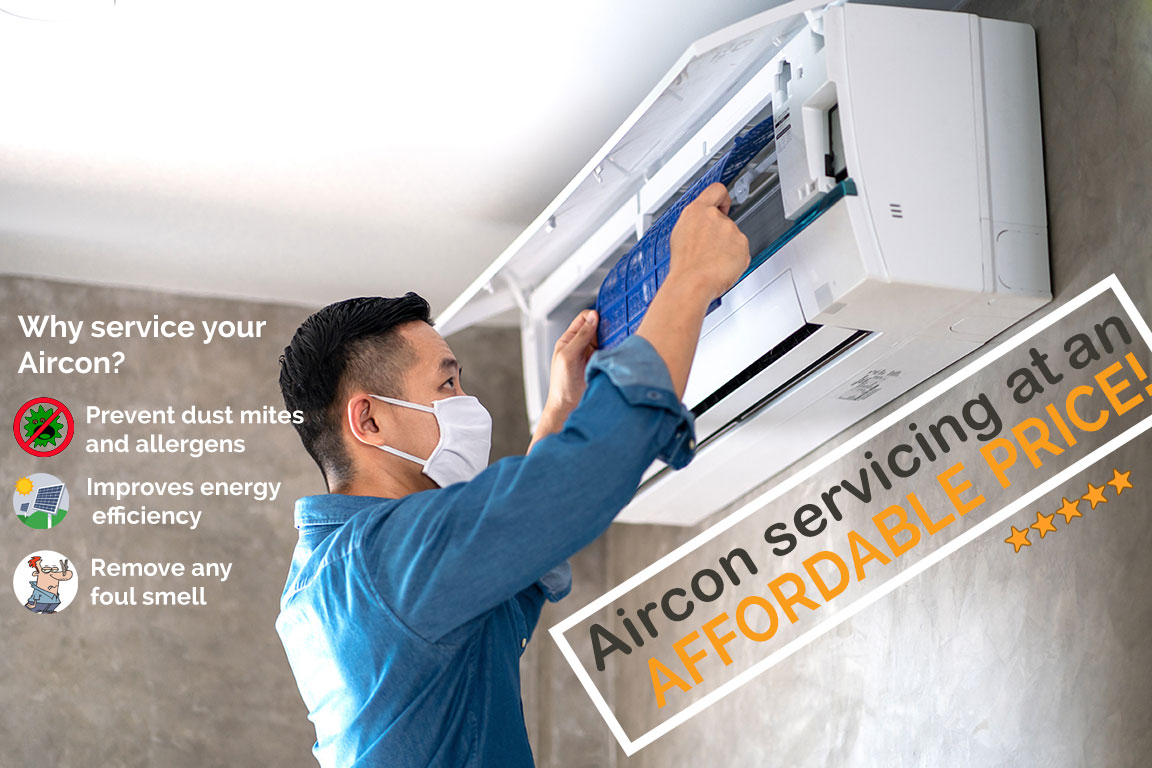 Why service your
Aircon?
Prevent dust mites
and allergens
Improves energy
efficiency
Remove any
foul smell
Aircon servicing at an
AFFORDABLE PRICE!